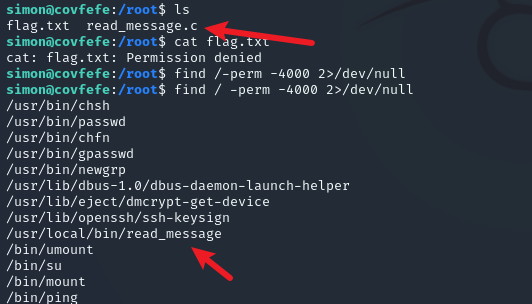 simon@covfefe:/root$ ls
flag.txt  read_message.c
simon@covfefe:/root$ cat flag.txt
cat: flag.txt: Permission denied
simon@covfefe:/root$ find /-perm -4000 2>/dev/null
simon@covfefe:/root$ find / -perm -4000 2>/dev/null
/usr/bin/chsh
/usr/bin/passwd
/usr/bin/chfn
/usr/bin/gpasswd
/usr/bin/newgrp
/usr/lib/dbus-1.0/dbus-daemon-launch-helper
/usr/lib/eject/dmcrypt-get-device
/usr/lib/openssh/ssh-keysign
/usr/local/bin/read_message
/bin/umount
/bin/su
/bin/mount
/bin/ping